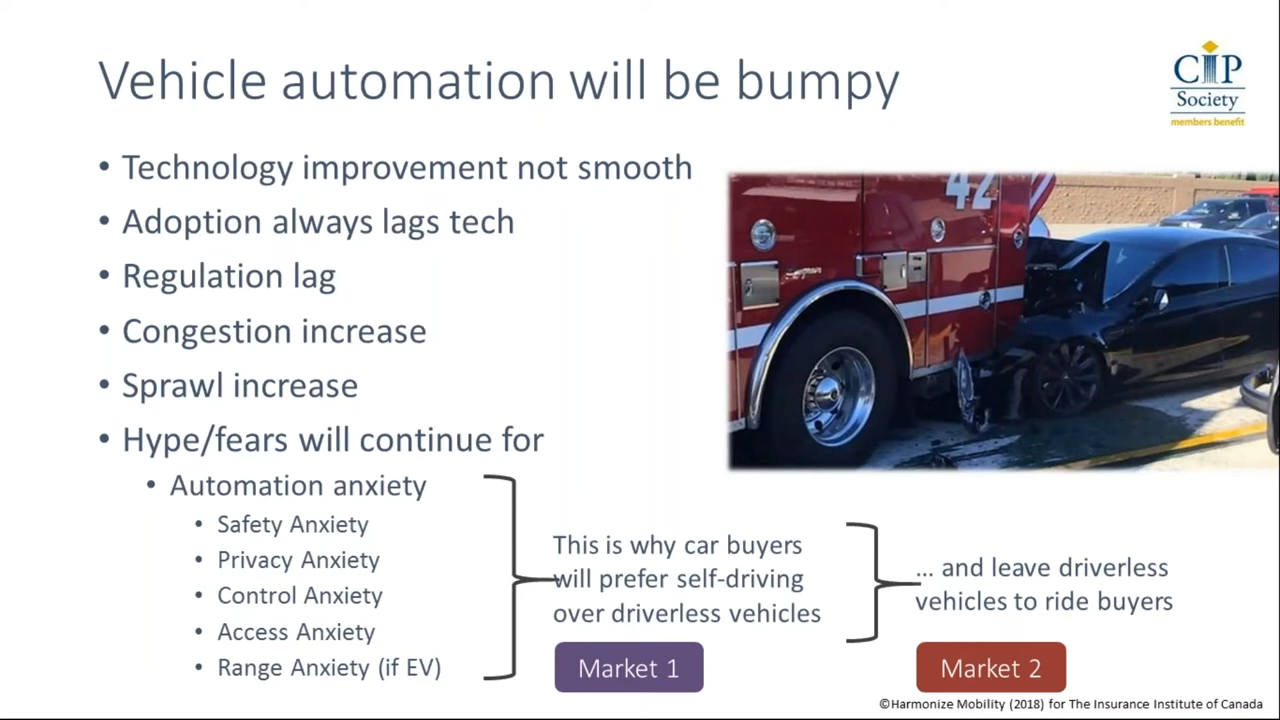 Vehicle automation will be bumpy
CIP
Society
members benefit
• Technology improvement not smooth
• Adoption always lags tech
• Regulation lag
• Congestion increase
• Sprawl increase
• Hype/fears will continue for
• Automation anxiety
• Safety Anxiety
• Privacy Anxiety
• Control Anxiety
• Access Anxiety
• Range Anxiety (if EV)
42
This is why car buyers
will prefer self-driving
over driverless vehicles
Market 1
... and leave driverless
vehicles to ride buyers
Market 2
©Harmonize Mobility (2018) for The Insurance Institute of Canada